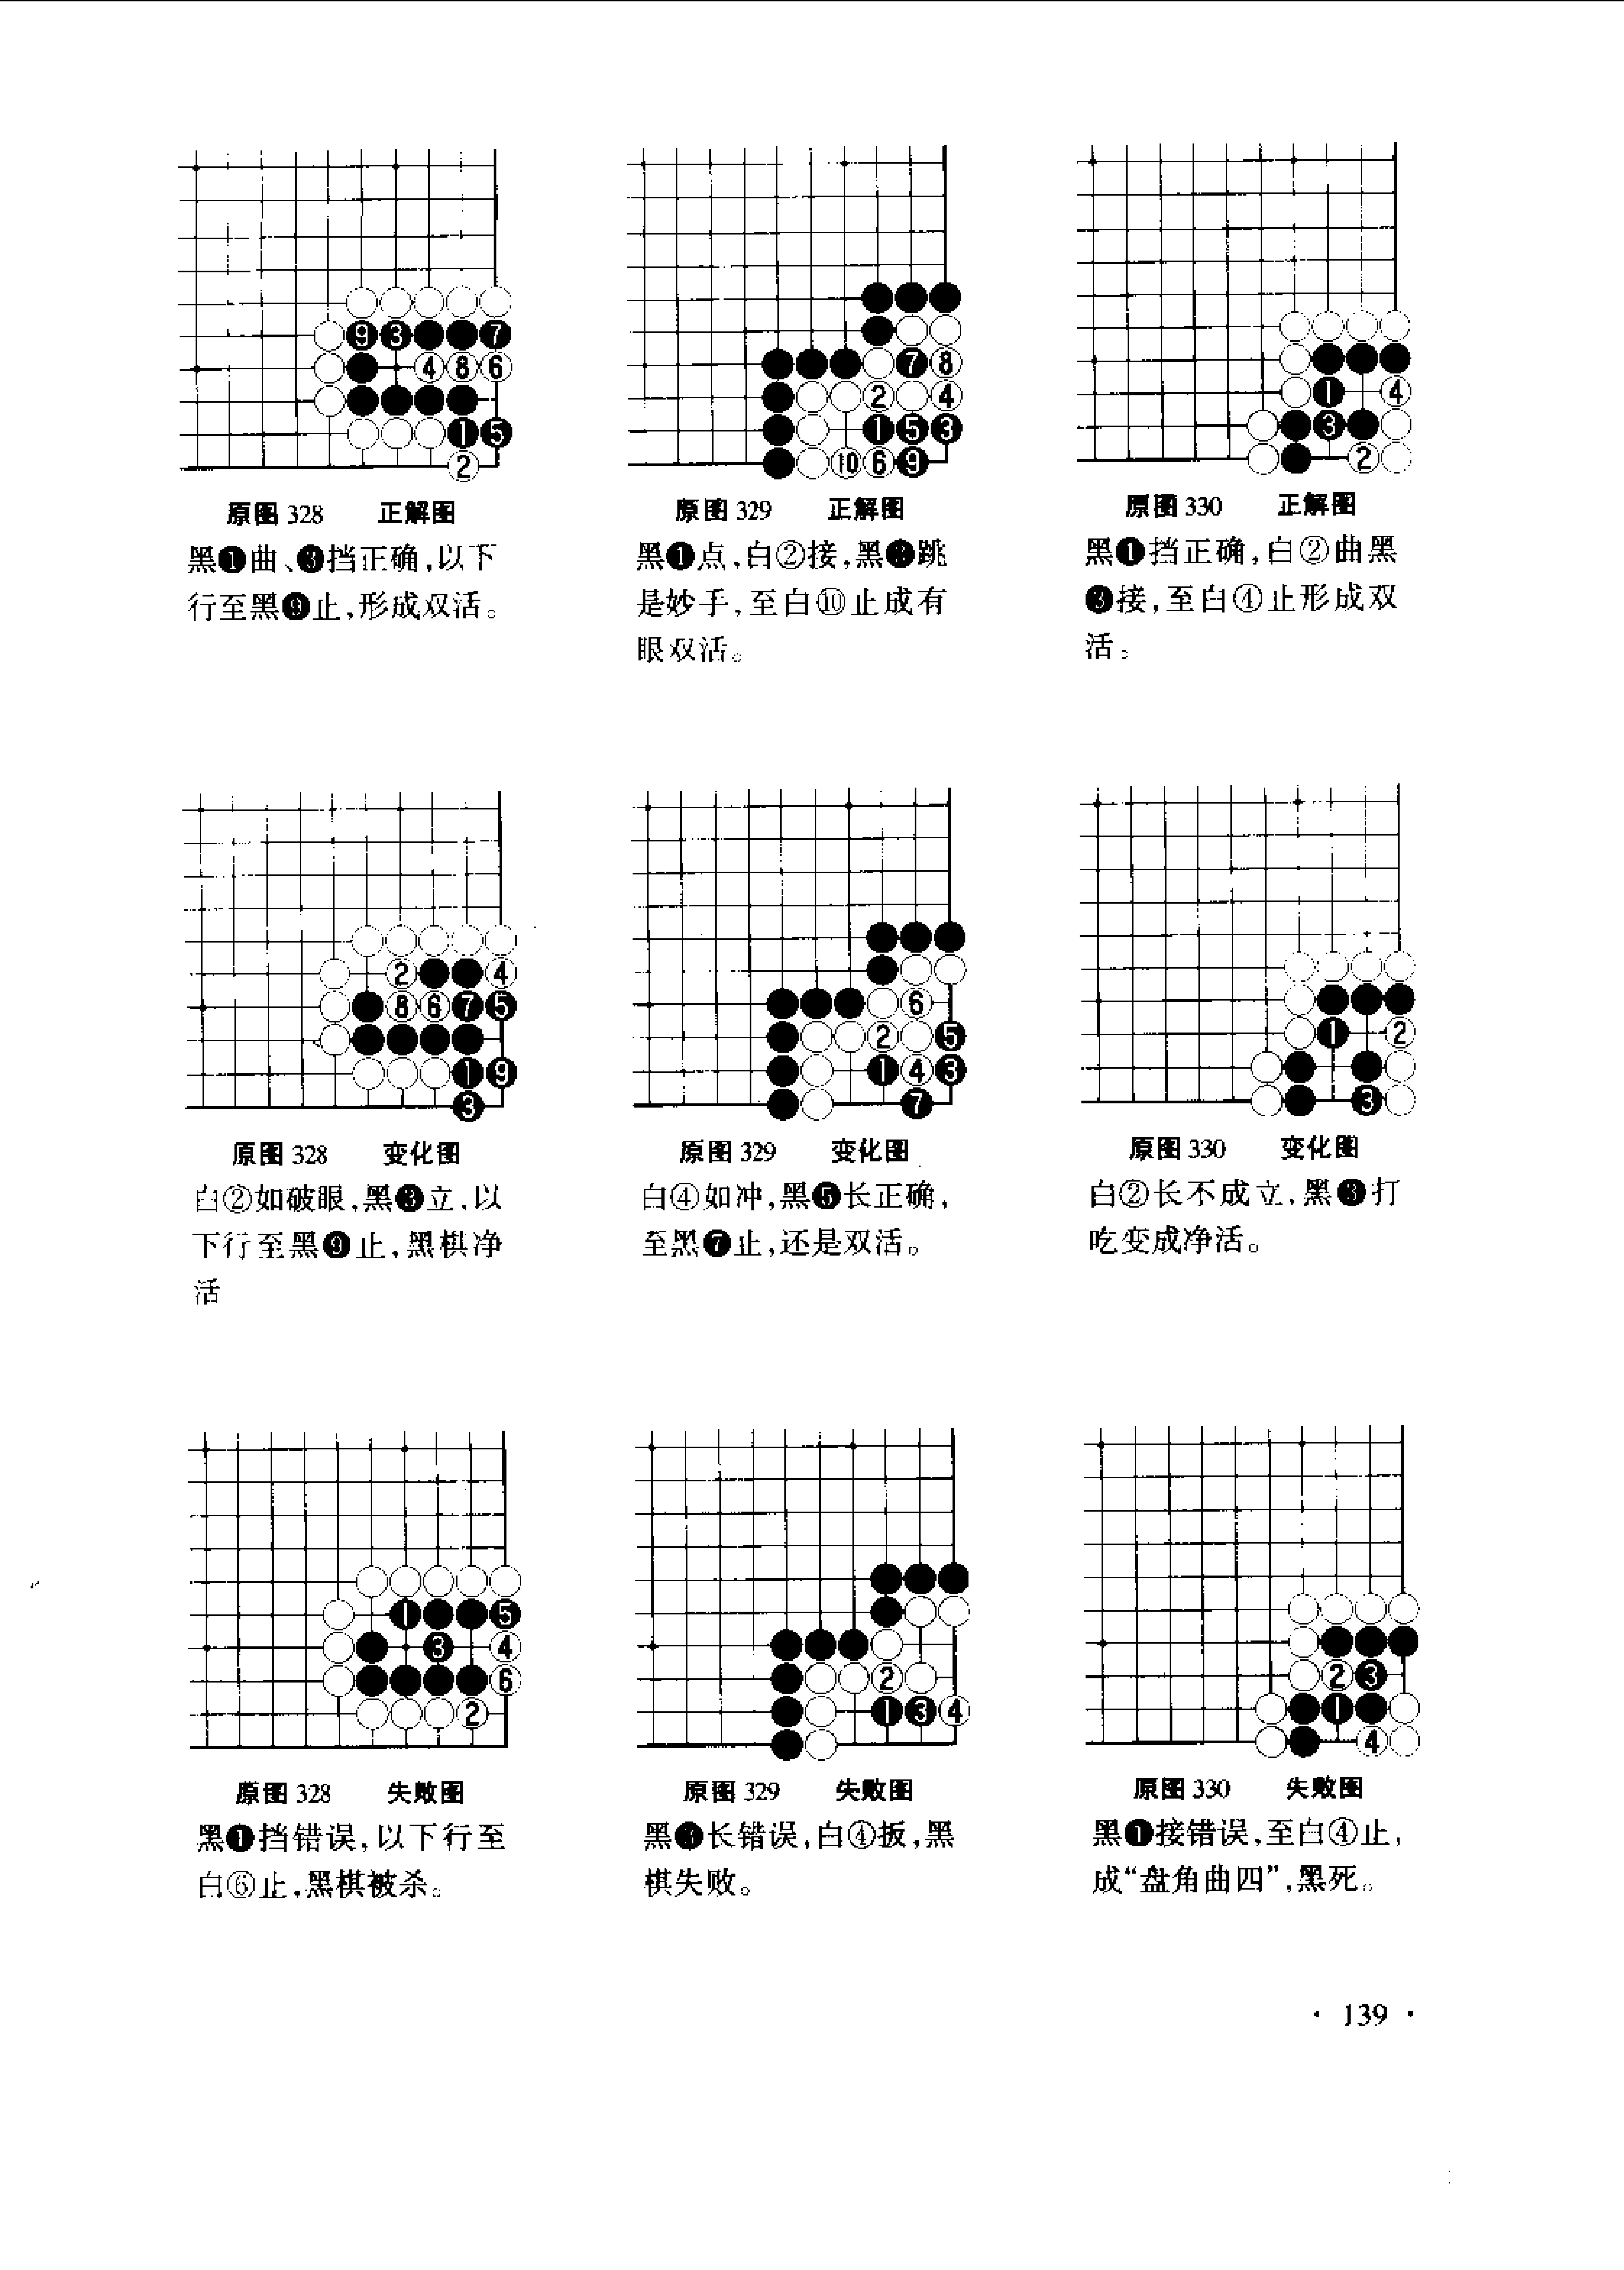 原图 328 正解图
黑❶曲、❸挡正确,以下
行至黑❾止,形成双活。
原图 329 正解图
黑❶点,白②接,黑❸跳
是妙手,至白⑩止成有
眼双活。
原图 330 正解图
黑❶挡正确,白②曲黑
❸接,至白④止形成双
活。
原图 328 变化图
白②如破眼,黑❸立,以
下行至黑❾止,黑棋净
活
原图 329 变化图
白④如冲,黑❺长正确,
至黑❼止,还是双活。
原图 330 变化图
白②长不成立,黑❸打
吃变成净活。
原图 328 失败图
黑❶挡错误,以下行至
白⑥止,黑棋被杀。
原图 329 失败图
黑❸长错误,白④扳,黑
棋失败。
原图 330 失败图
黑❶接错误,至白④止,
成“盘角曲四”,黑死。
· 139 ·